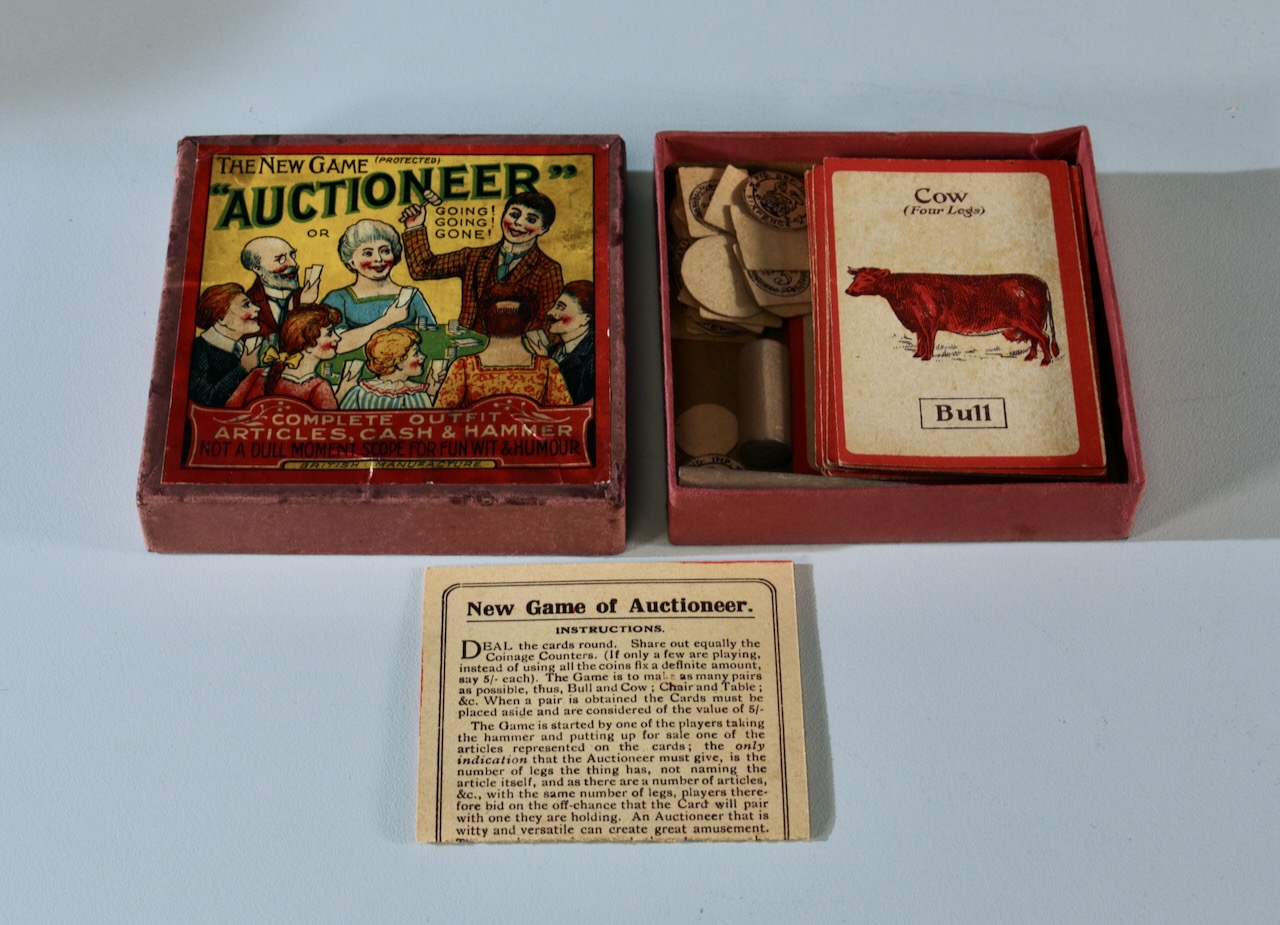 THE NEW GAME (PROTECTED)
"AUCTIONEER"
OR
GOING!
GOING!
GONE!
COMPLETE OUTFIT
ARTICLES, CASH & HAMMER
NOT A DULL MOMENT SCOPE FOR FUN WIT & HUMOUR
BRITISH MANUFACTURE
Cow
(Four Legs)
Bull
New Game of Auctioneer.
INSTRUCTIONS.
DEAL the cards round. Share out equally the
Coinage Counters. (If only a few are playing,
instead of using all the coins fix a definite amount,
say 5/- each). The Game is to make as many pairs
as possible, thus, Bull and Cow ; Chair and Table ;
&c. When a pair is obtained the Cards must be
placed aside and are considered of the value of 5/-
The Game is started by one of the players taking
the hammer and putting up for sale one of the
articles represented on the cards ; the only
indication that the Auctioneer must give, is the
number of legs the thing has, not naming the
article itself, and as there are a number of articles,
&c., with the same number of legs, players there-
fore bid on the off-chance that the Card will pair
with one they are holding. An Auctioneer that is
witty and versatile can create great amusement.